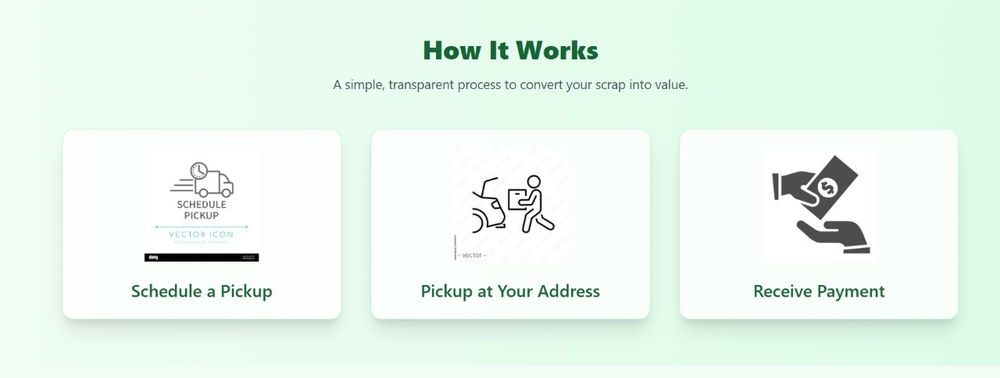 How It Works
A simple, transparent process to convert your scrap into value.
SCHEDULE
PICKUP
VECTOR ICON
ADJUSTABLE STROKE
alamy
– vector –
$
Schedule a Pickup
Pickup at Your Address
Receive Payment